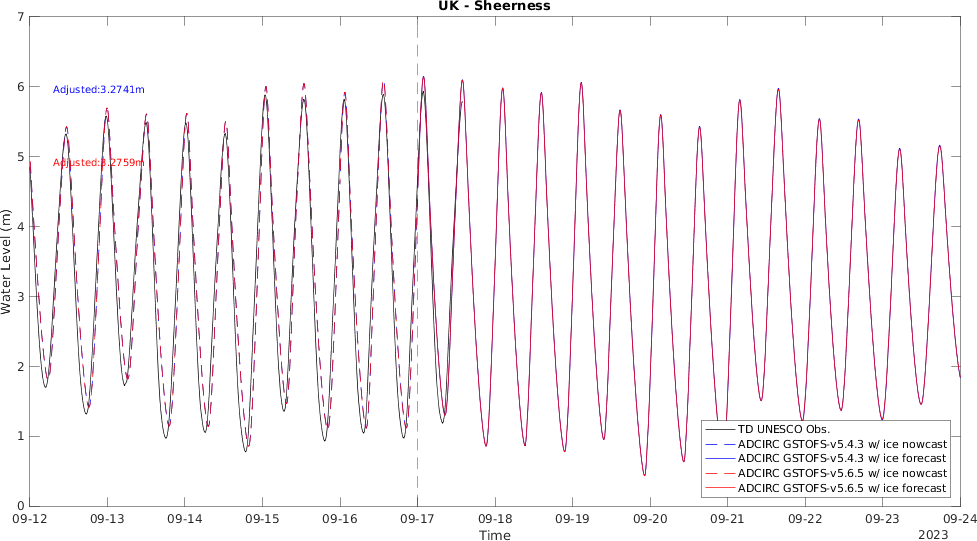 UK - Sheerness
7
6
5
4
3
2
1
0
Water Level (m)
Adjusted:3.2741m
Adjusted:3.2759m
TD UNESCO Obs.
ADCIRC GSTOFS-v5.4.3 w/ ice nowcast
ADCIRC GSTOFS-v5.4.3 w/ ice forecast
ADCIRC GSTOFS-v5.6.5 w/ ice nowcast
ADCIRC GSTOFS-v5.6.5 w/ ice forecast
09-12 09-13 09-14 09-15 09-16 09-17 09-18 09-19 09-20 09-21 09-22 09-23 09-24
Time
2023